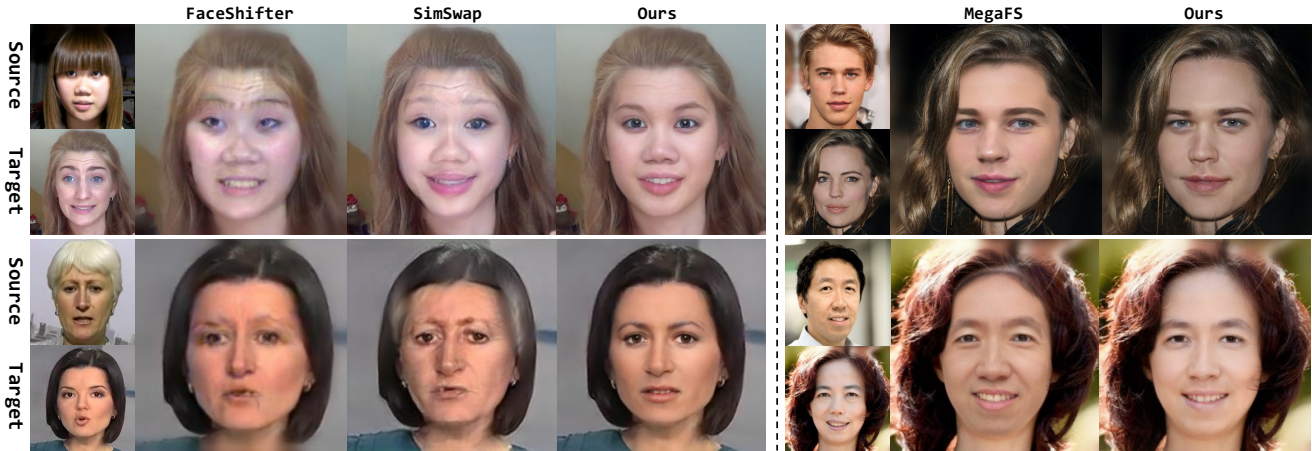 FaceShifter SimSwap Ours MegaFS Ours
Source
Target
Source
Target